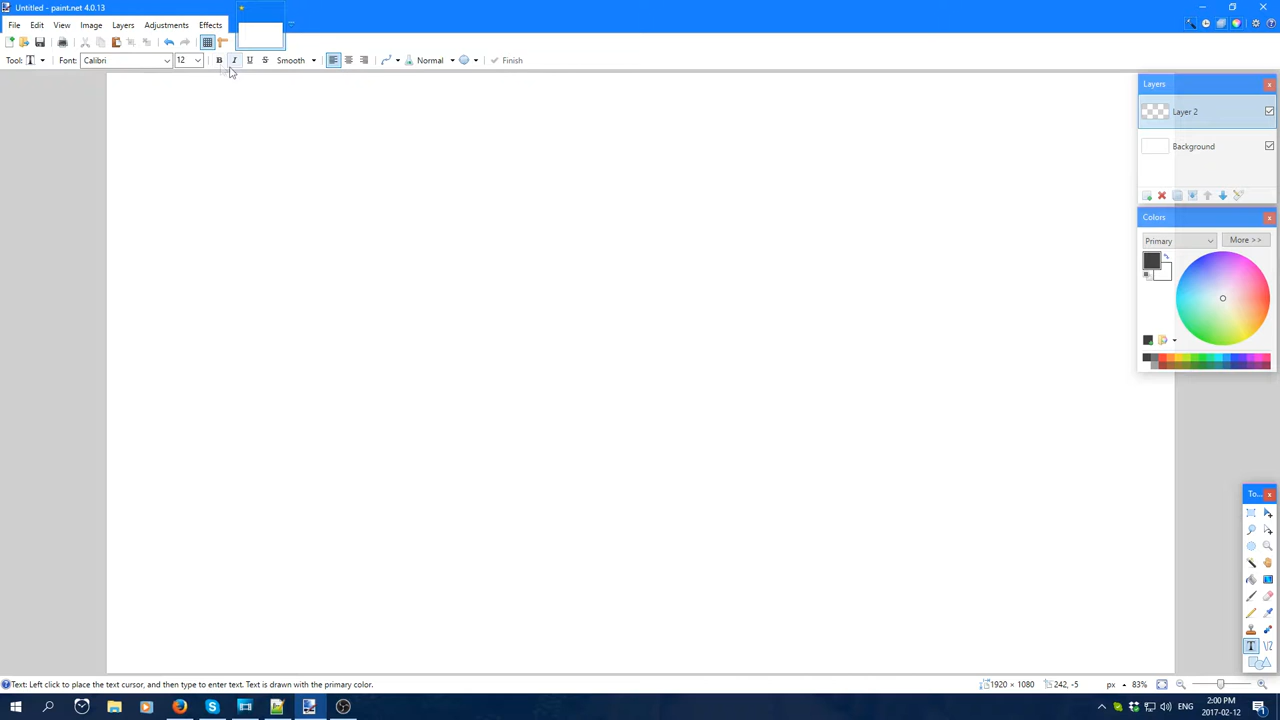 Untitled - paint.net 4.0.13
File Edit View Image Layers Adjustments Effects
Tool: T Font: Calibri 12 B I U S Smooth Normal Finish
Layers
Layer 2
Background
Colors
Primary More >>
To...
T
Text: Left click to place the text cursor, and then type to enter text. Text is drawn with the primary color.
1920 × 1080 242, -5 px 83%
ENG 2:00 PM
2017-02-12